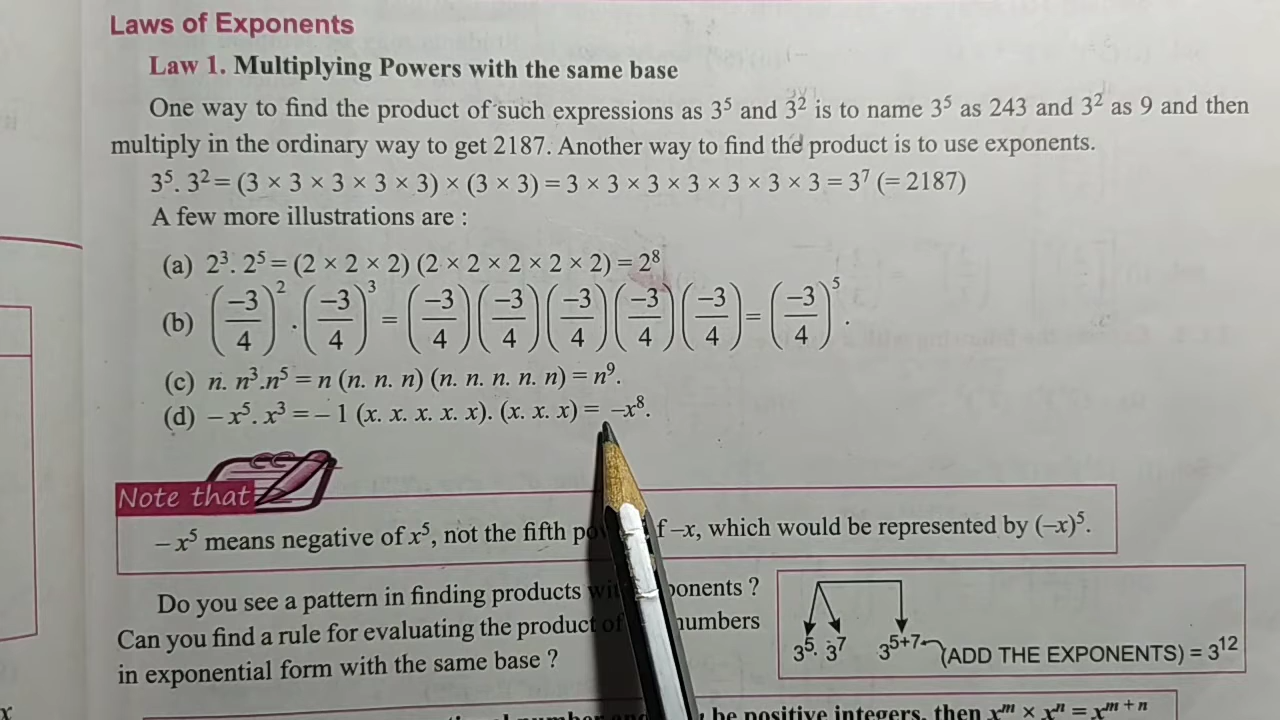 Laws of Exponents
Law 1. Multiplying Powers with the same base
One way to find the product of such expressions as 3⁵ and 3² is to name 3⁵ as 243 and 3² as 9 and then
multiply in the ordinary way to get 2187. Another way to find the product is to use exponents.
3⁵. 3² = (3 × 3 × 3 × 3 × 3) × (3 × 3) = 3 × 3 × 3 × 3 × 3 × 3 × 3 = 3⁷ (= 2187)
A few more illustrations are :
(a) 2³. 2⁵ = (2 × 2 × 2) (2 × 2 × 2 × 2 × 2) = 2⁸
(b) (−3/4)² . (−3/4)³ = (−3/4) (−3/4) (−3/4) (−3/4) (−3/4) = (−3/4)⁵.
(c) n. n³.n⁵ = n (n. n. n) (n. n. n. n. n) = n⁹.
(d) − x⁵. x³ = − 1 (x. x. x. x. x). (x. x. x) = −x⁸.
Note that
− x⁵ means negative of x⁵, not the fifth f −x, which would be represented by (−x)⁵.
Do you see a pattern in finding products ?
Can you find a rule for evaluating the product of numbers
in exponential form with the same base ?
3⁵. 3⁷ 3⁵⁺⁷ (ADD THE EXPONENTS) = 3¹²
be positive integers, then xᵐ × xⁿ = xᵐ⁺ⁿ
x